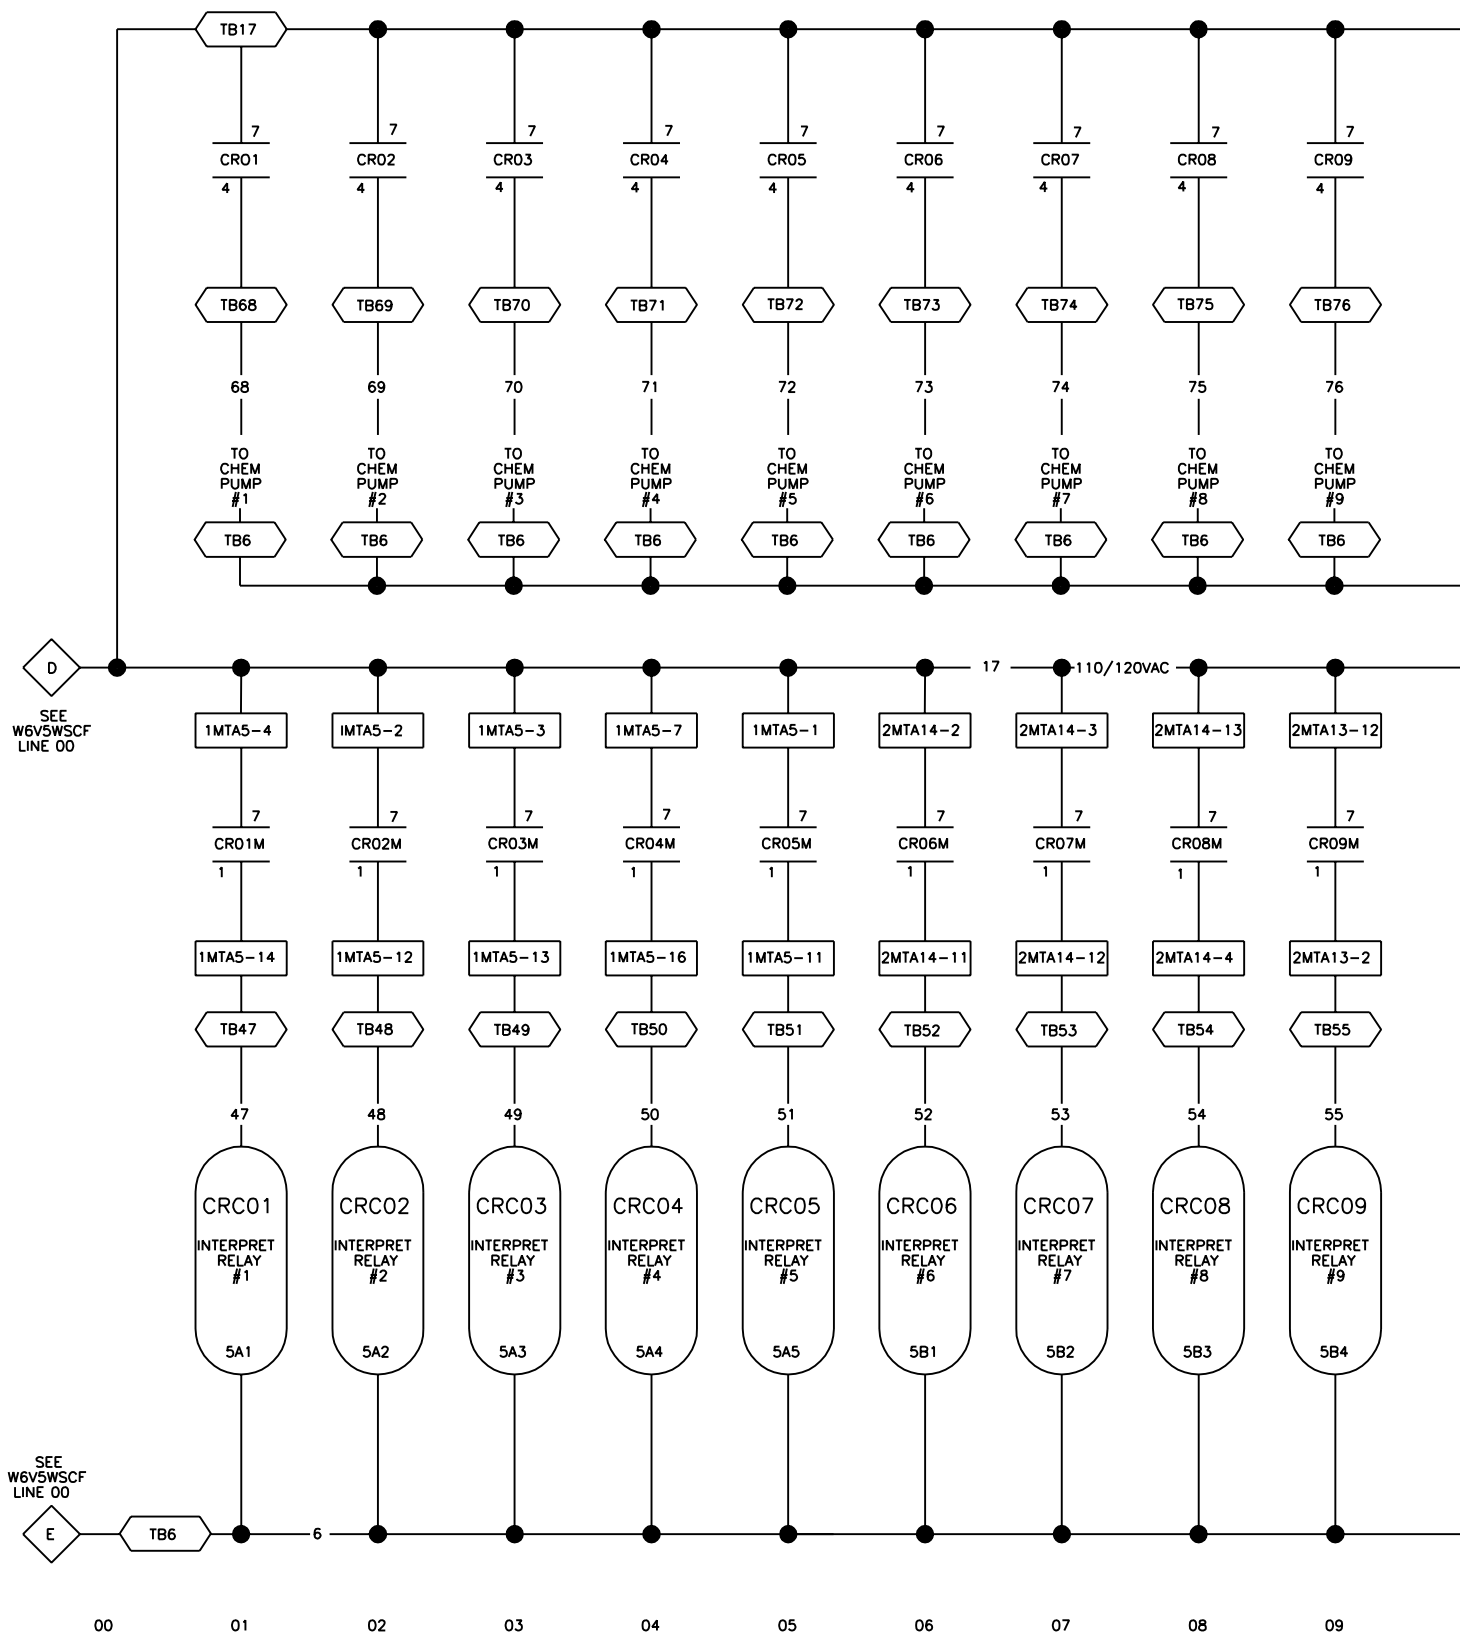 TB17
7 7 7 7 7 7 7 7 7
CR01 CR02 CR03 CR04 CR05 CR06 CR07 CR08 CR09
4 4 4 4 4 4 4 4 4
TB68 TB69 TB70 TB71 TB72 TB73 TB74 TB75 TB76
68 69 70 71 72 73 74 75 76
TO TO TO TO TO TO TO TO TO
CHEM CHEM CHEM CHEM CHEM CHEM CHEM CHEM CHEM
PUMP PUMP PUMP PUMP PUMP PUMP PUMP PUMP PUMP
#1 #2 #3 #4 #5 #6 #7 #8 #9
TB6 TB6 TB6 TB6 TB6 TB6 TB6 TB6 TB6
D 17 110/120VAC
SEE
W6V5WSCF
LINE 00
1MTA5-4 IMTA5-2 1MTA5-3 1MTA5-7 1MTA5-1 2MTA14-2 2MTA14-3 2MTA14-13 2MTA13-12
7 7 7 7 7 7 7 7 7
CR01M CR02M CR03M CR04M CR05M CR06M CR07M CR08M CR09M
1 1 1 1 1 1 1 1 1
1MTA5-14 1MTA5-12 1MTA5-13 1MTA5-16 1MTA5-11 2MTA14-11 2MTA14-12 2MTA14-4 2MTA13-2
TB47 TB48 TB49 TB50 TB51 TB52 TB53 TB54 TB55
47 48 49 50 51 52 53 54 55
CRC01 CRC02 CRC03 CRC04 CRC05 CRC06 CRC07 CRC08 CRC09
INTERPRET INTERPRET INTERPRET INTERPRET INTERPRET INTERPRET INTERPRET INTERPRET INTERPRET
RELAY RELAY RELAY RELAY RELAY RELAY RELAY RELAY RELAY
#1 #2 #3 #4 #5 #6 #7 #8 #9
5A1 5A2 5A3 5A4 5A5 5B1 5B2 5B3 5B4
SEE
W6V5WSCF
LINE 00
E TB6 6
00 01 02 03 04 05 06 07 08 09